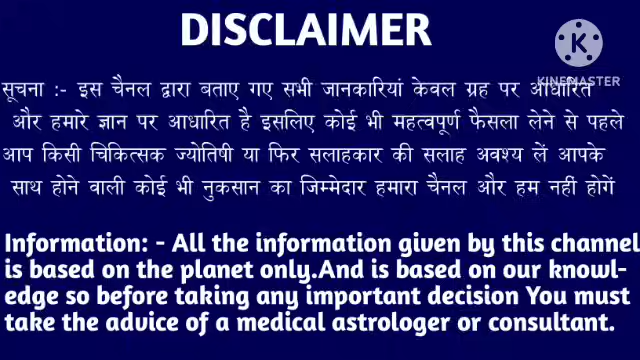 DISCLAIMER
KINEMASTER
सूचना :- इस चैनल द्वारा बताए गए सभी जानकारियां केवल ग्रह पर आधारित
और हमारे ज्ञान पर आधारित है इसलिए कोई भी महत्वपूर्ण फैसला लेने से पहले
आप किसी चिकित्सक ज्योतिषी या फिर सलाहकार की सलाह अवश्य लें आपके
साथ होने वाली कोई भी नुकसान का जिम्मेदार हमारा चैनल और हम नहीं होगें
Information: - All the information given by this channel
is based on the planet only.And is based on our knowl-
edge so before taking any important decision You must
take the advice of a medical astrologer or consultant.